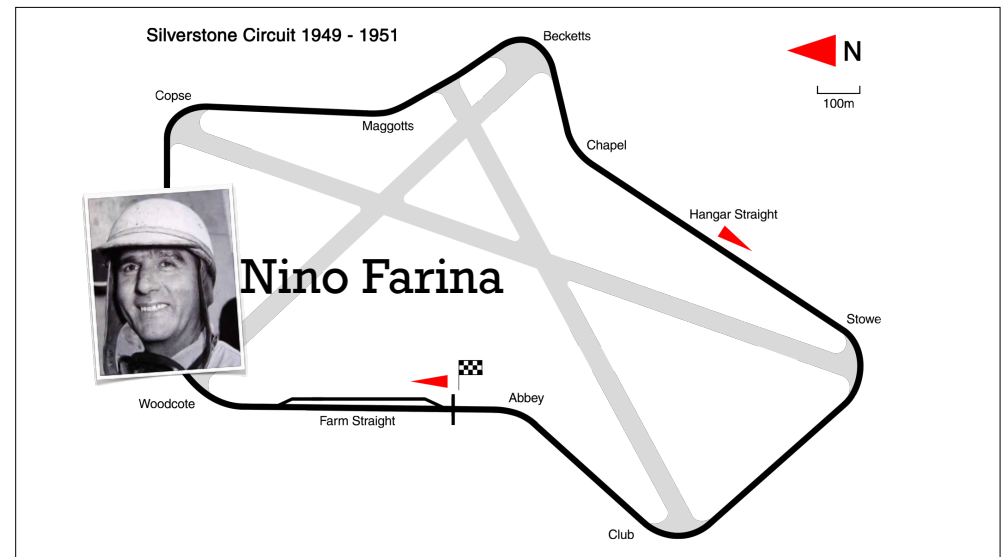 Silverstone Circuit 1949 - 1951
Becketts
N
100m
Copse
Maggotts
Chapel
Hangar Straight
Nino Farina
Stowe
Woodcote
Farm Straight
Abbey
Club